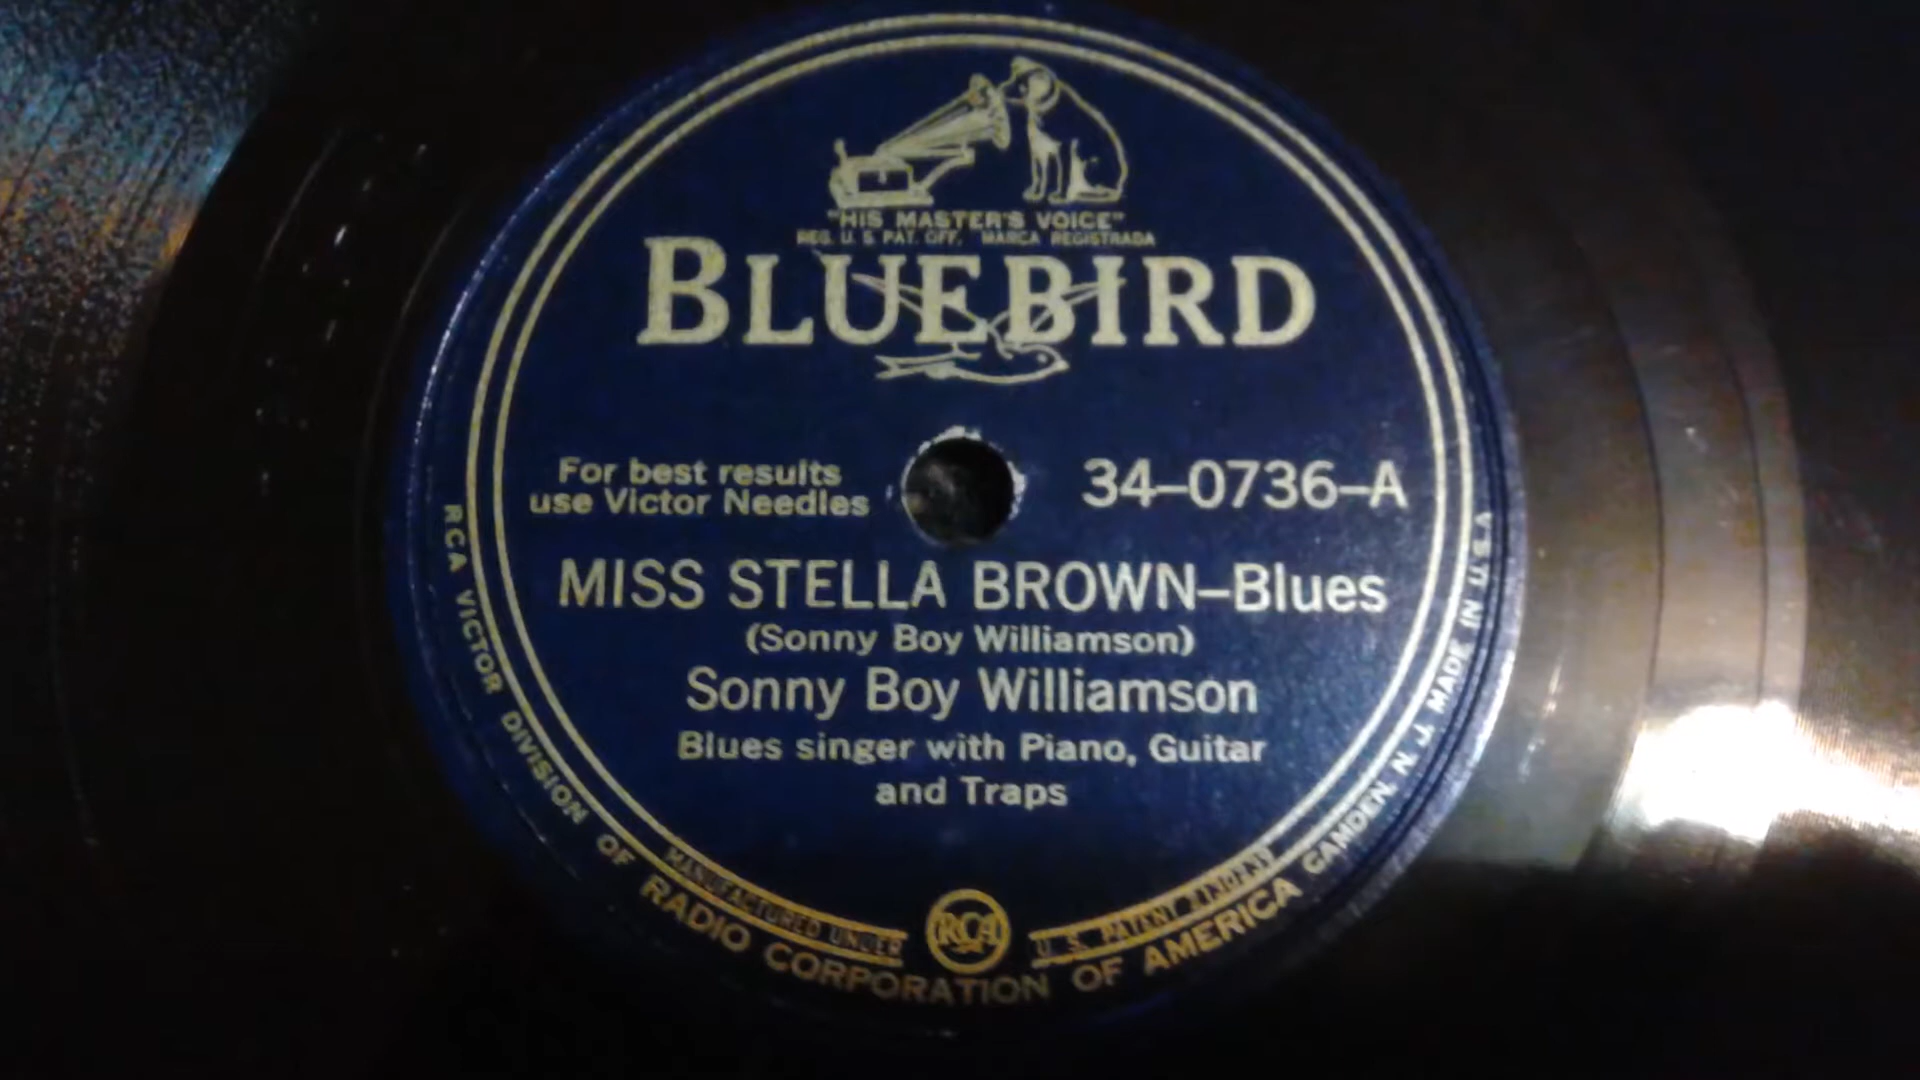 "HIS MASTER'S VOICE"
REG. U. S. PAT. OFF. MARCA REGISTRADA
BLUEBIRD
For best results
use Victor Needles
34-0736-A
MISS STELLA BROWN-Blues
(Sonny Boy Williamson)
Sonny Boy Williamson
Blues singer with Piano, Guitar
and Traps
MANUFACTURED UNDER
RCA
U. S. PATENT
RCA VICTOR DIVISION OF RADIO CORPORATION OF AMERICA CAMDEN, N. J. MADE IN U.S.A.